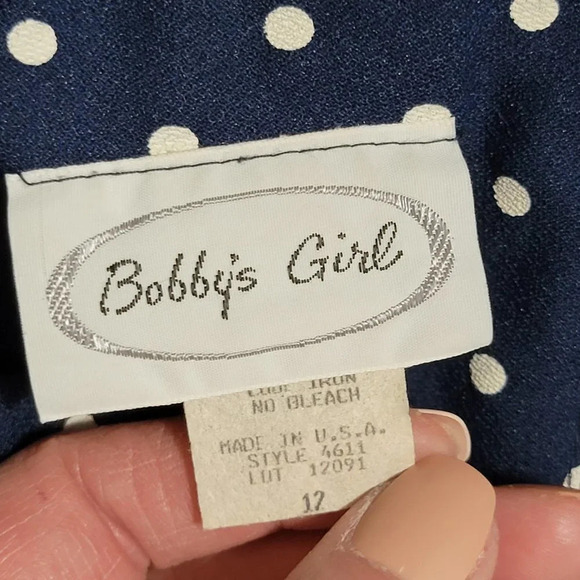 Bobby's Girl
COOL IRON
NO BLEACH
MADE IN U.S.A.
STYLE 4611
LOT 12091
12